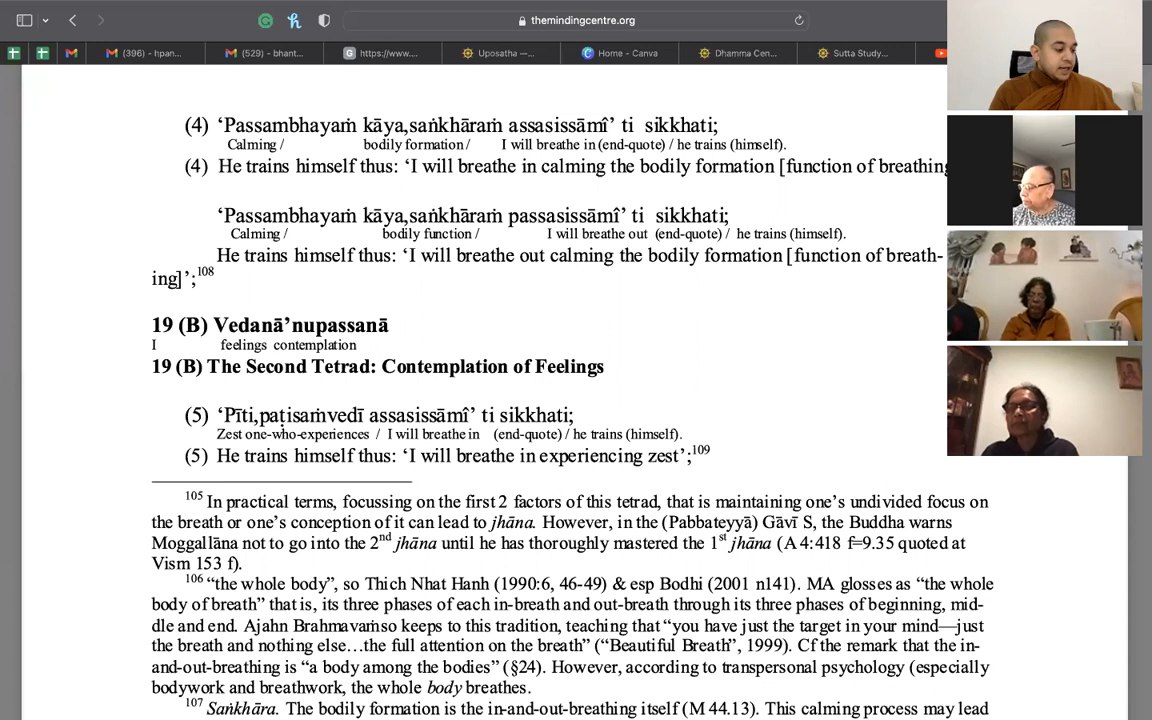 themindingcentre.org
(396) - hpan...
(529) - bhant...
https://www....
Uposatha —...
Home - Canva
Dhamma Cen...
Sutta Study...
(4) ‘Passambhayaṁ kāya,saṅkhāraṁ assasissāmî’ ti sikkhati;
Calming / bodily formation / I will breathe in (end-quote) / he trains (himself).
(4) He trains himself thus: ‘I will breathe in calming the bodily formation [function of breathing
‘Passambhayaṁ kāya,saṅkhāraṁ passasissāmî’ ti sikkhati;
Calming / bodily function / I will breathe out (end-quote) / he trains (himself).
He trains himself thus: ‘I will breathe out calming the bodily formation [function of breath-
ing]’;108
19 (B) Vedanā’nupassanā
I feelings contemplation
19 (B) The Second Tetrad: Contemplation of Feelings
(5) ‘Pīti,paṭisaṁvedī assasissāmî’ ti sikkhati;
Zest one-who-experiences / I will breathe in (end-quote) / he trains (himself).
(5) He trains himself thus: ‘I will breathe in experiencing zest’;109
105 In practical terms, focussing on the first 2 factors of this tetrad, that is maintaining one’s undivided focus on
the breath or one’s conception of it can lead to jhāna. However, in the (Pabbateyyā) Gāvī S, the Buddha warns
Moggallāna not to go into the 2nd jhāna until he has thoroughly mastered the 1st jhāna (A 4:418 f=9.35 quoted at
Vism 153 f).
106 “the whole body”, so Thich Nhat Hanh (1990:6, 46-49) & esp Bodhi (2001 n141). MA glosses as “the whole
body of breath” that is, its three phases of each in-breath and out-breath through its three phases of beginning, mid-
dle and end. Ajahn Brahmavaṁso keeps to this tradition, teaching that “you have just the target in your mind—just
the breath and nothing else…the full attention on the breath” (“Beautiful Breath”, 1999). Cf the remark that the in-
and-out-breathing is “a body among the bodies” (§24). However, according to transpersonal psychology (especially
bodywork and breathwork, the whole body breathes.
107 Saṅkhāra. The bodily formation is the in-and-out-breathing itself (M 44.13). This calming process may lead